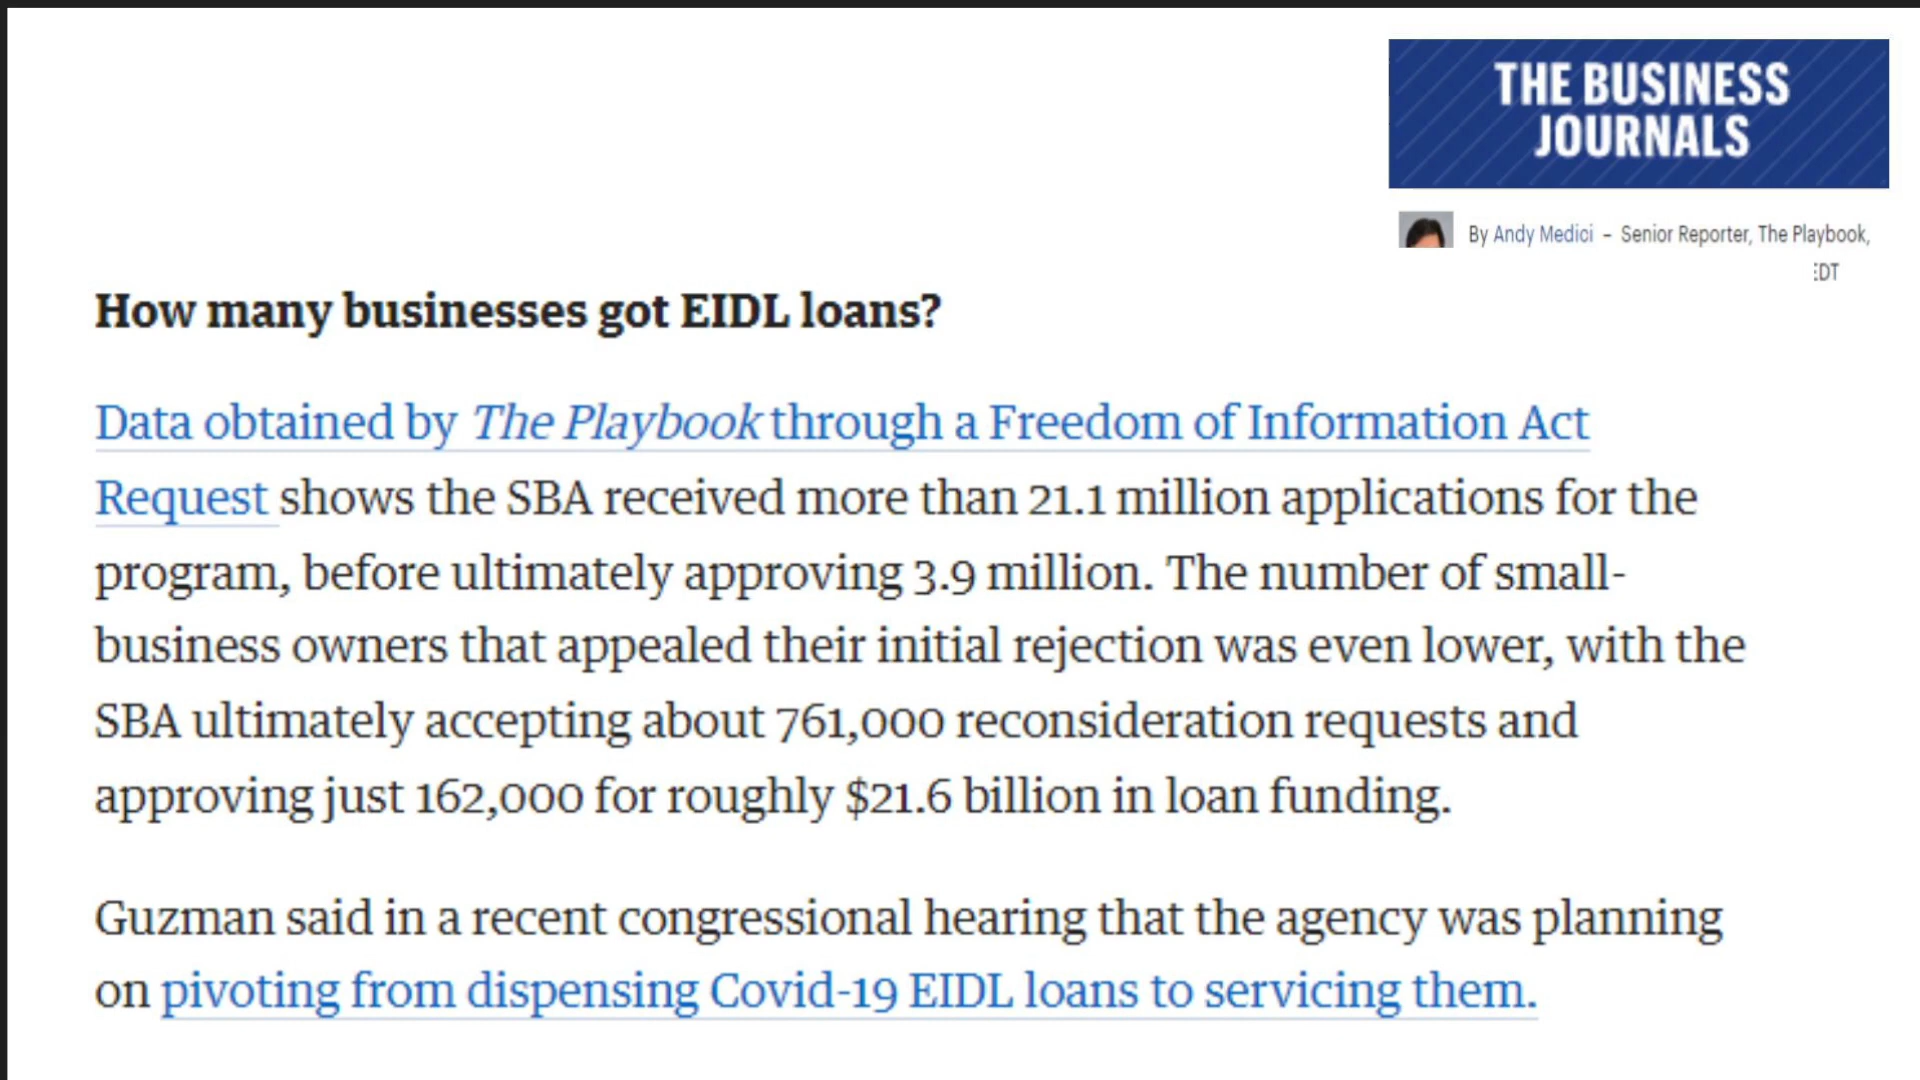 THE BUSINESS
JOURNALS
By Andy Medici – Senior Reporter, The Playbook,
EDT
How many businesses got EIDL loans?
Data obtained by The Playbook through a Freedom of Information Act
Request shows the SBA received more than 21.1 million applications for the
program, before ultimately approving 3.9 million. The number of small-
business owners that appealed their initial rejection was even lower, with the
SBA ultimately accepting about 761,000 reconsideration requests and
approving just 162,000 for roughly $21.6 billion in loan funding.
Guzman said in a recent congressional hearing that the agency was planning
on pivoting from dispensing Covid-19 EIDL loans to servicing them.